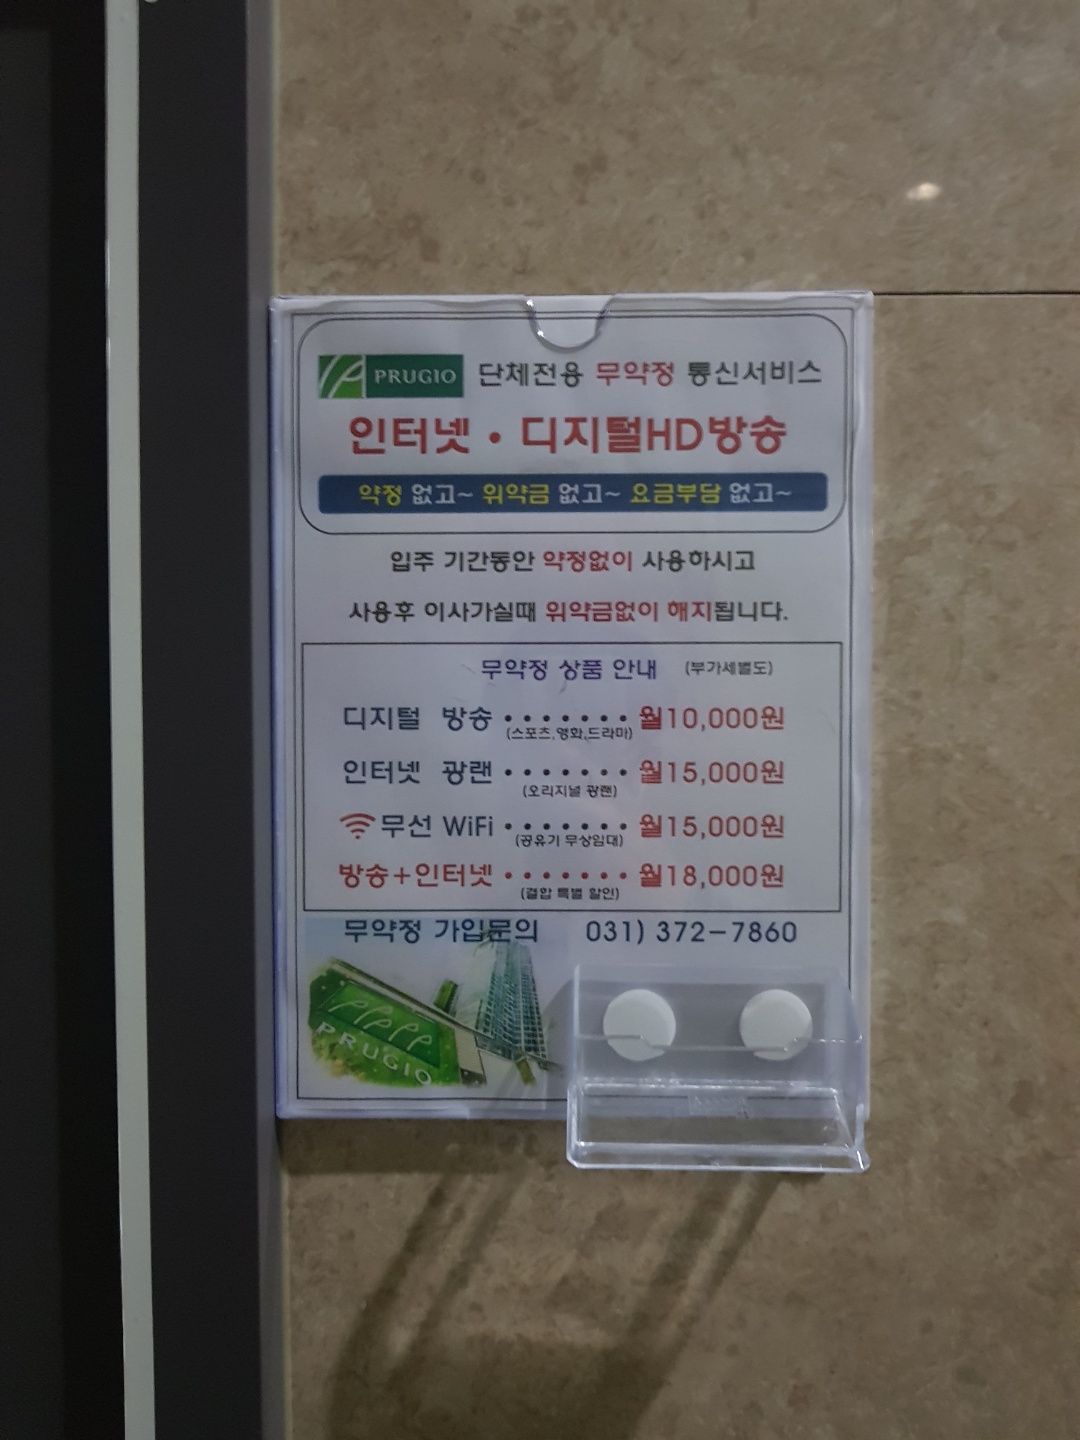 PRUGIO 단체전용 무약정 통신서비스
인터넷 • 디지털HD방송
약정 없고~ 위약금 없고~ 요금부담 없고~
입주 기간동안 약정없이 사용하시고
사용후 이사가실때 위약금없이 해지됩니다.
무약정 상품 안내 (부가세별도)
디지털 방송 • • • • • • • 월10,000원
(스포츠,영화,드라마)
인터넷 광랜 • • • • • • • 월15,000원
(오리지널 광랜)
무선 WiFi • • • • • • • 월15,000원
(공유기 무상임대)
방송+인터넷 • • • • • • • 월18,000원
(결합 특별 할인)
무약정 가입문의 031) 372-7860
PRUGIO